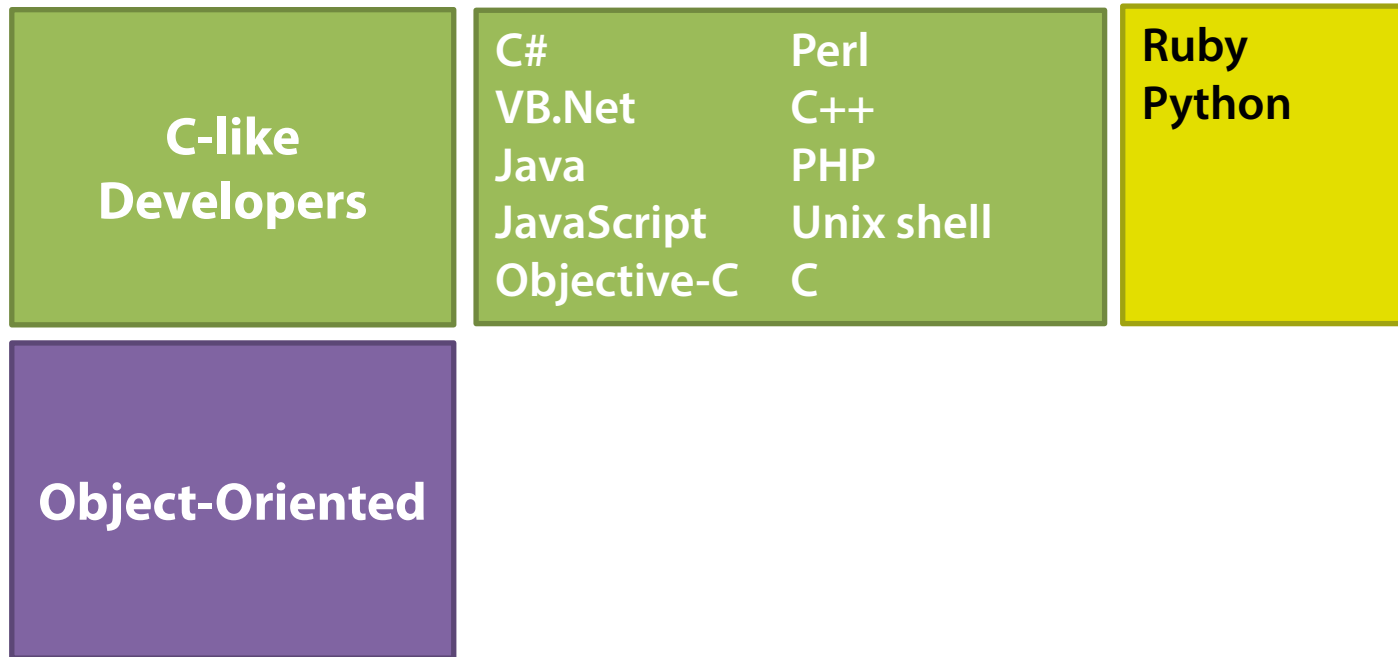 C-like
Developers
C# Perl
VB.Net C++
Java PHP
JavaScript Unix shell
Objective-C C
Ruby
Python
Object-Oriented